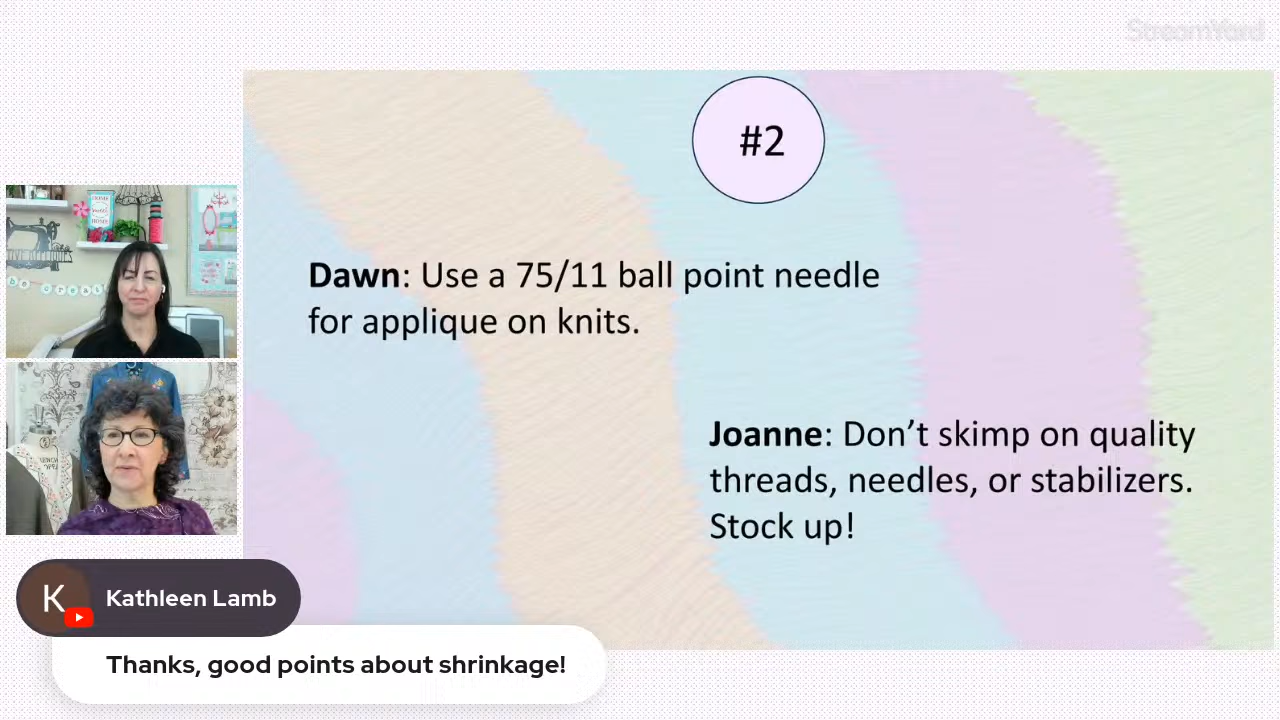 StreamYard
#2
Dawn: Use a 75/11 ball point needle
for applique on knits.
Joanne: Don’t skimp on quality
threads, needles, or stabilizers.
Stock up!
K
Kathleen Lamb
Thanks, good points about shrinkage!